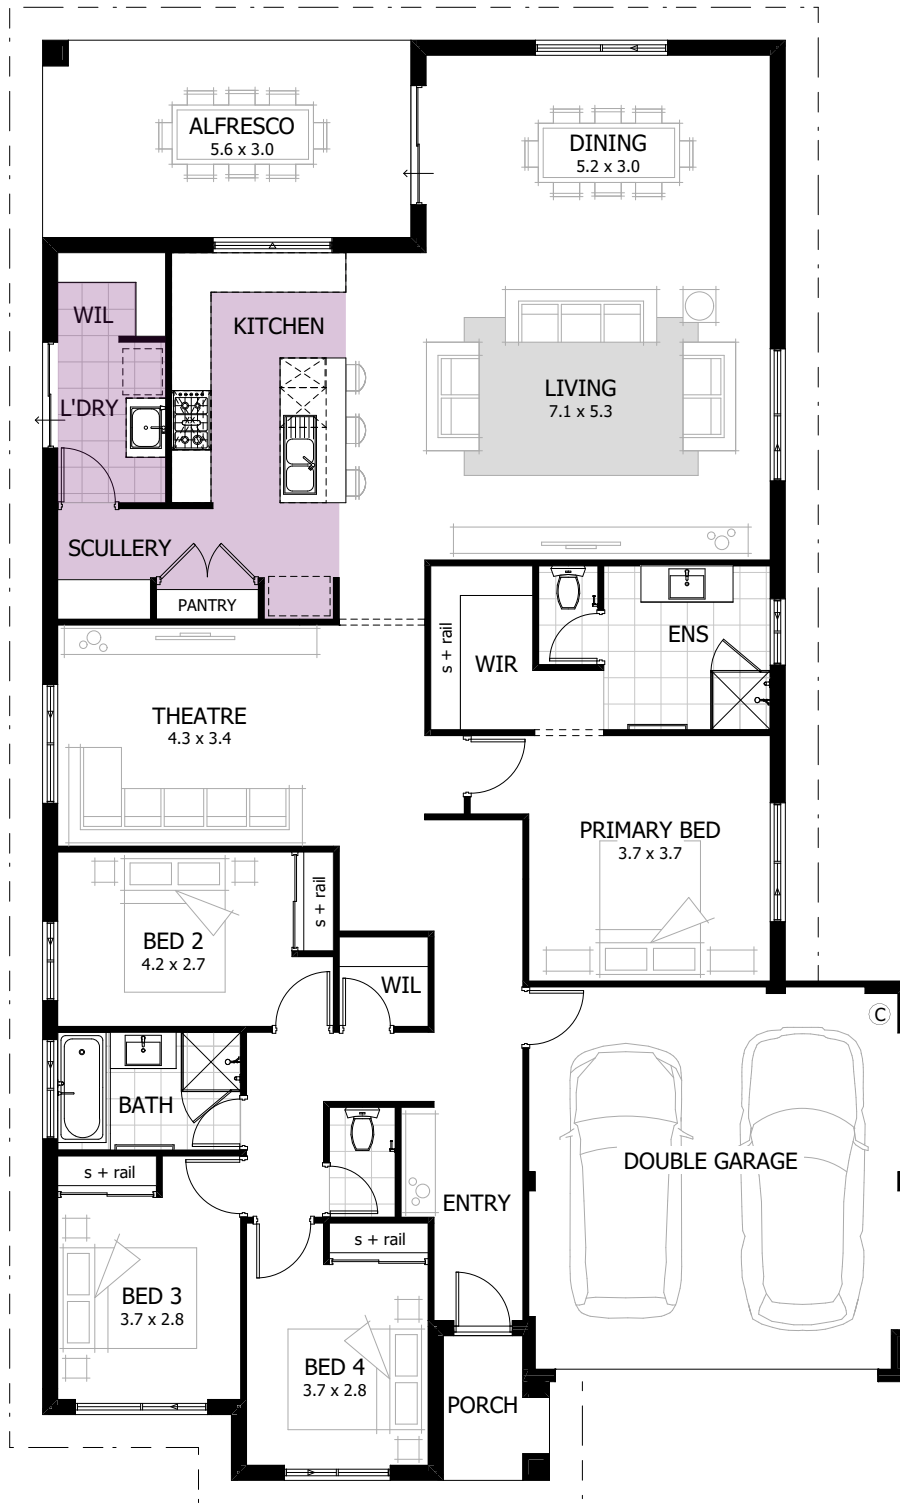 ALFRESCO
5.6 x 3.0
DINING
5.2 x 3.0
WIL
KITCHEN
L'DRY
LIVING
7.1 x 5.3
SCULLERY
PANTRY
s + rail
WIR
ENS
THEATRE
4.3 x 3.4
PRIMARY BED
3.7 x 3.7
BED 2
4.2 x 2.7
s + rail
WIL
C
BATH
DOUBLE GARAGE
s + rail
ENTRY
s + rail
BED 3
3.7 x 2.8
BED 4
3.7 x 2.8
PORCH